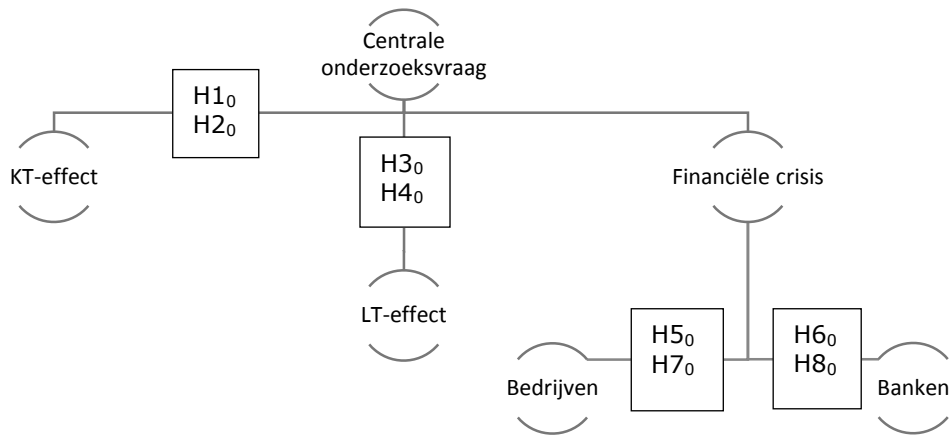 Centrale
onderzoeksvraag
H1₀
H2₀
KT-effect
H3₀
H4₀
Financiële crisis
LT-effect
H5₀
H7₀
H6₀
H8₀
Bedrijven
Banken